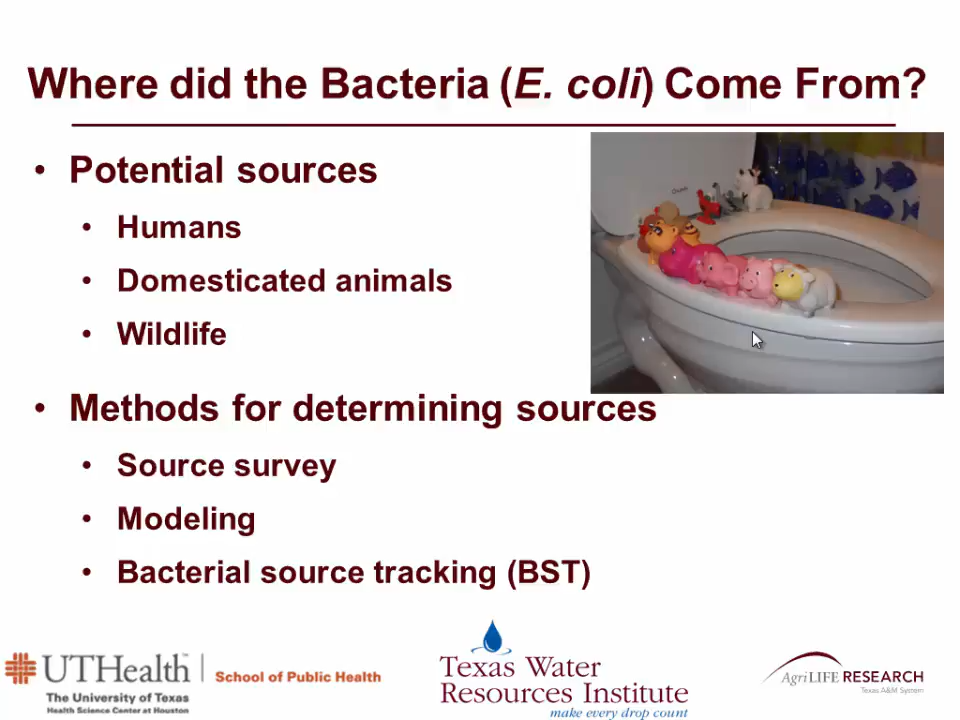 Where did the Bacteria (E. coli) Come From?
• Potential sources
• Humans
• Domesticated animals
• Wildlife
• Methods for determining sources
• Source survey
• Modeling
• Bacterial source tracking (BST)
UTHealth™ | School of Public Health
The University of Texas
Health Science Center at Houston
Texas Water
Resources Institute
make every drop count
AgriLIFE RESEARCH
Texas A&M System